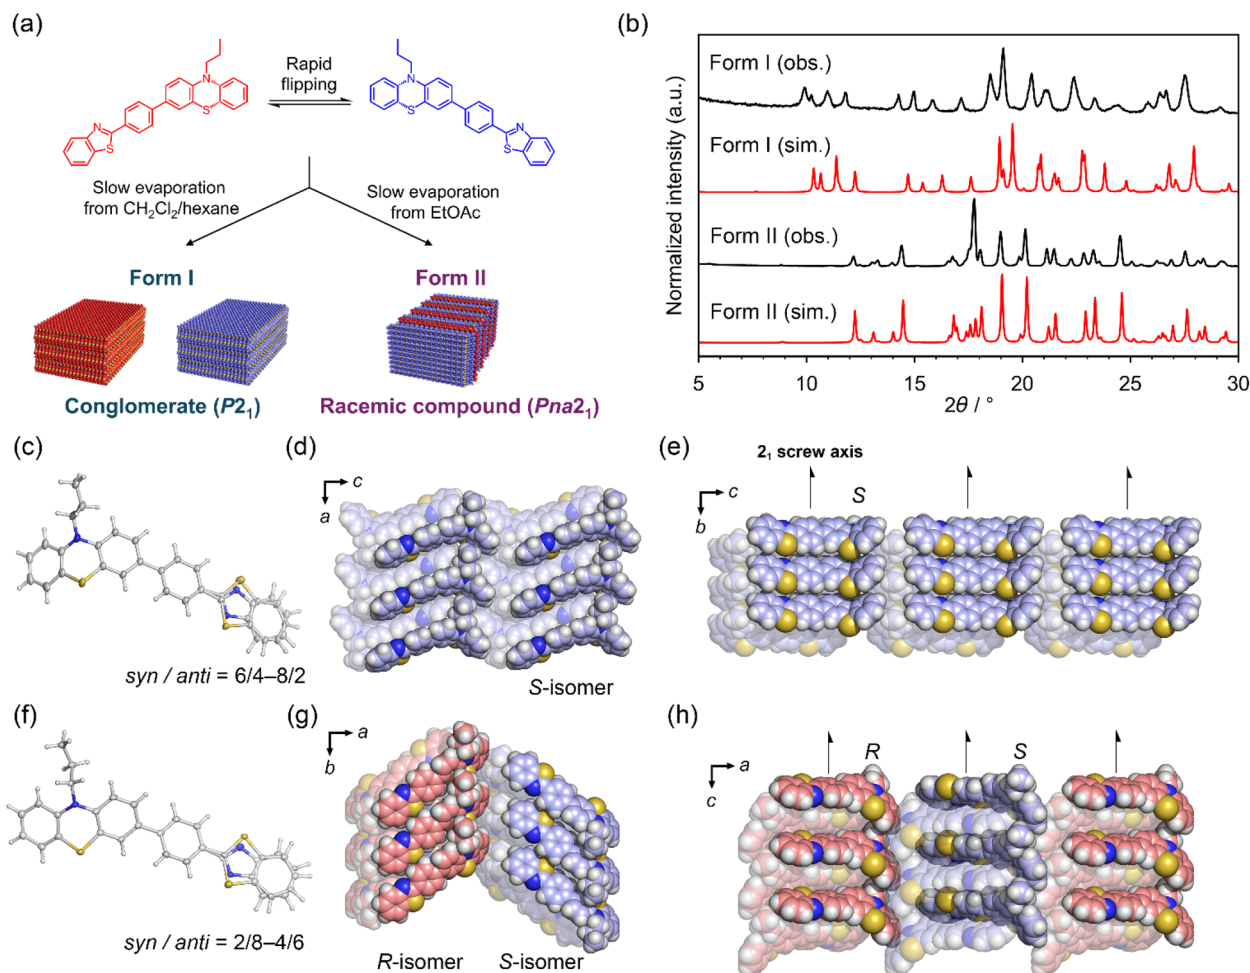 (a)
N
S
N
S
Rapid
flipping
N
S
N
S
Slow evaporation
from CH₂Cl₂/hexane
Slow evaporation
from EtOAc
Form I
Form II
Conglomerate (P2₁)
Racemic compound (Pna2₁)
(b)
Normalized intensity (a.u.)
Form I (obs.)
Form I (sim.)
Form II (obs.)
Form II (sim.)
5
10
15
20
25
30
2θ / °
(c)
syn / anti = 6/4–8/2
(d)
c
a
S-isomer
(e)
2₁ screw axis
c
b
S
(f)
syn / anti = 2/8–4/6
(g)
a
b
R-isomer
S-isomer
(h)
a
c
R
S